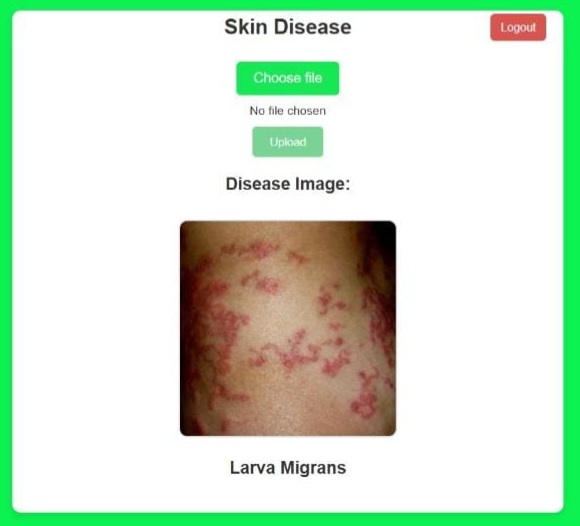 Skin Disease
Logout
Choose file
No file chosen
Upload
Disease Image:
Larva Migrans